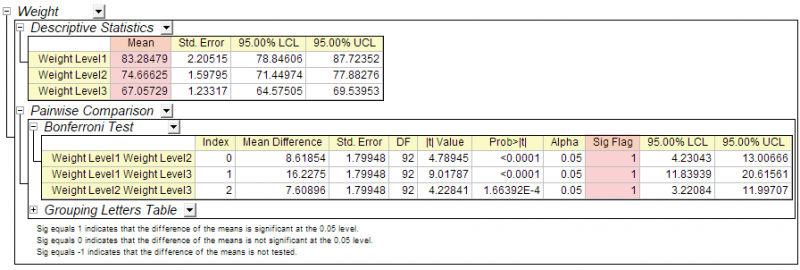 Weight
Descriptive Statistics
Mean Std. Error 95.00% LCL 95.00% UCL
Weight Level1 83.28479 2.20515 78.84606 87.72352
Weight Level2 74.66625 1.59795 71.44974 77.88276
Weight Level3 67.05729 1.23317 64.57505 69.53953
Pairwise Comparison
Bonferroni Test
Index Mean Difference Std. Error DF |t| Value Prob>|t| Alpha Sig Flag 95.00% LCL 95.00% UCL
Weight Level1 Weight Level2 0 8.61854 1.79948 92 4.78945 <0.0001 0.05 1 4.23043 13.00666
Weight Level1 Weight Level3 1 16.2275 1.79948 92 9.01787 <0.0001 0.05 1 11.83939 20.61561
Weight Level2 Weight Level3 2 7.60896 1.79948 92 4.22841 1.66392E-4 0.05 1 3.22084 11.99707
Grouping Letters Table
Sig equals 1 indicates that the difference of the means is significant at the 0.05 level.
Sig equals 0 indicates that the difference of the means is not significant at the 0.05 level.
Sig equals -1 indicates that the difference of the means is not tested.